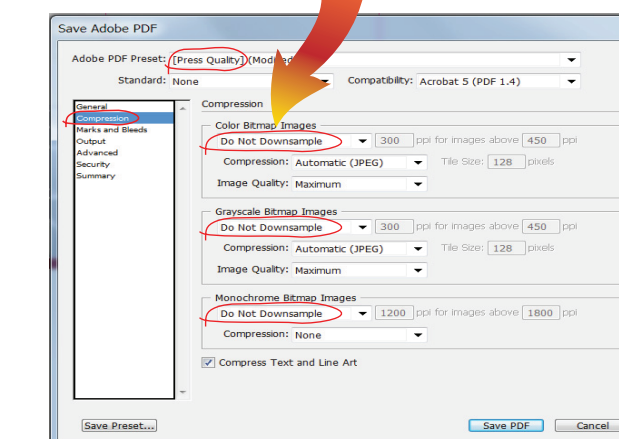 Save Adobe PDF
Adobe PDF Preset: [Press Quality] (Modified)
Standard: None Compatibility: Acrobat 5 (PDF 1.4)
General
Compression
Marks and Bleeds
Output
Advanced
Security
Summary
Compression
Color Bitmap Images
Do Not Downsample 300 ppi for images above 450 ppi
Compression: Automatic (JPEG) Tile Size: 128 pixels
Image Quality: Maximum
Grayscale Bitmap Images
Do Not Downsample 300 ppi for images above 450 ppi
Compression: Automatic (JPEG) Tile Size: 128 pixels
Image Quality: Maximum
Monochrome Bitmap Images
Do Not Downsample 1200 ppi for images above 1800 ppi
Compression: None
Compress Text and Line Art
Save Preset... Save PDF Cancel